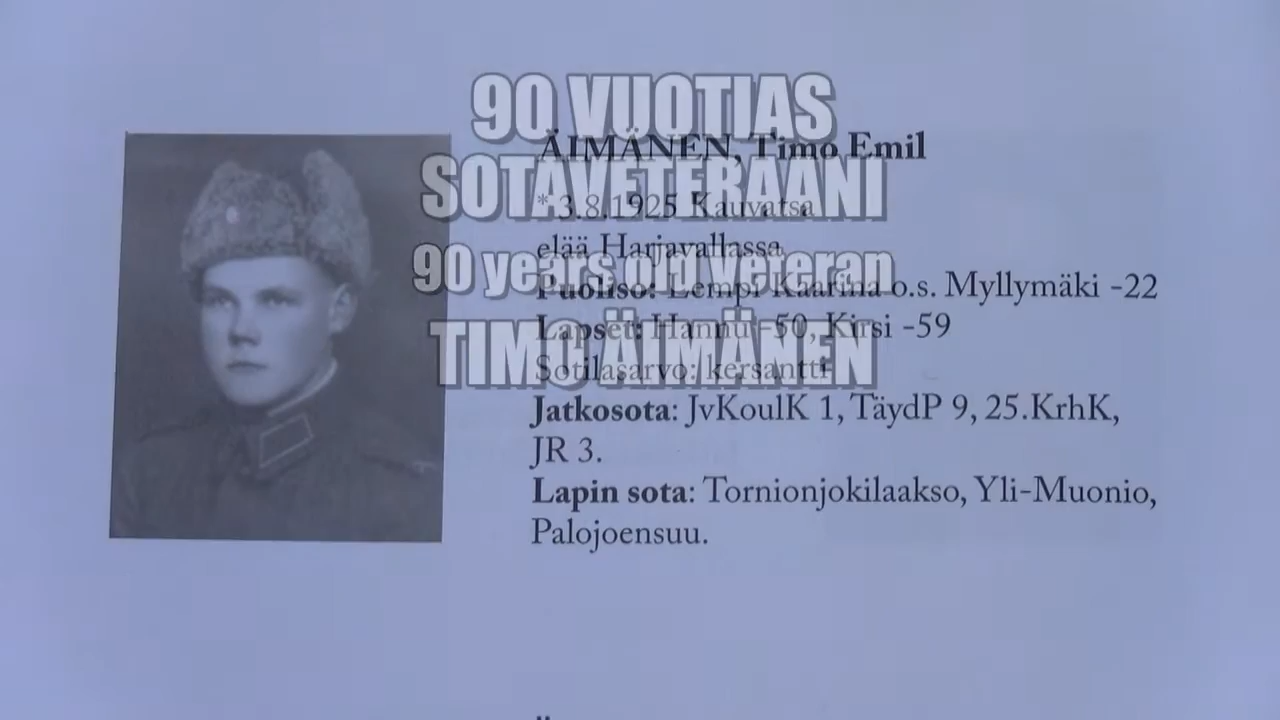 90 VUOTIAS
SOTAVETERAANI
90 years old veteran
TIMO ÄIMÄNEN
ÄIMÄNEN, Timo Emil
* 3.8.1925 Kauvatsa
elää Harjavallassa
Puoliso: Lempi Kaarina o.s. Myllymäki -22
Lapset: Hannu -50, Kirsi -59
Sotilasarvo: kersantti
Jatkosota: JvKoulK 1, TäydP 9, 25.KrhK,
JR 3.
Lapin sota: Tornionjokilaakso, Yli-Muonio,
Palojoensuu.